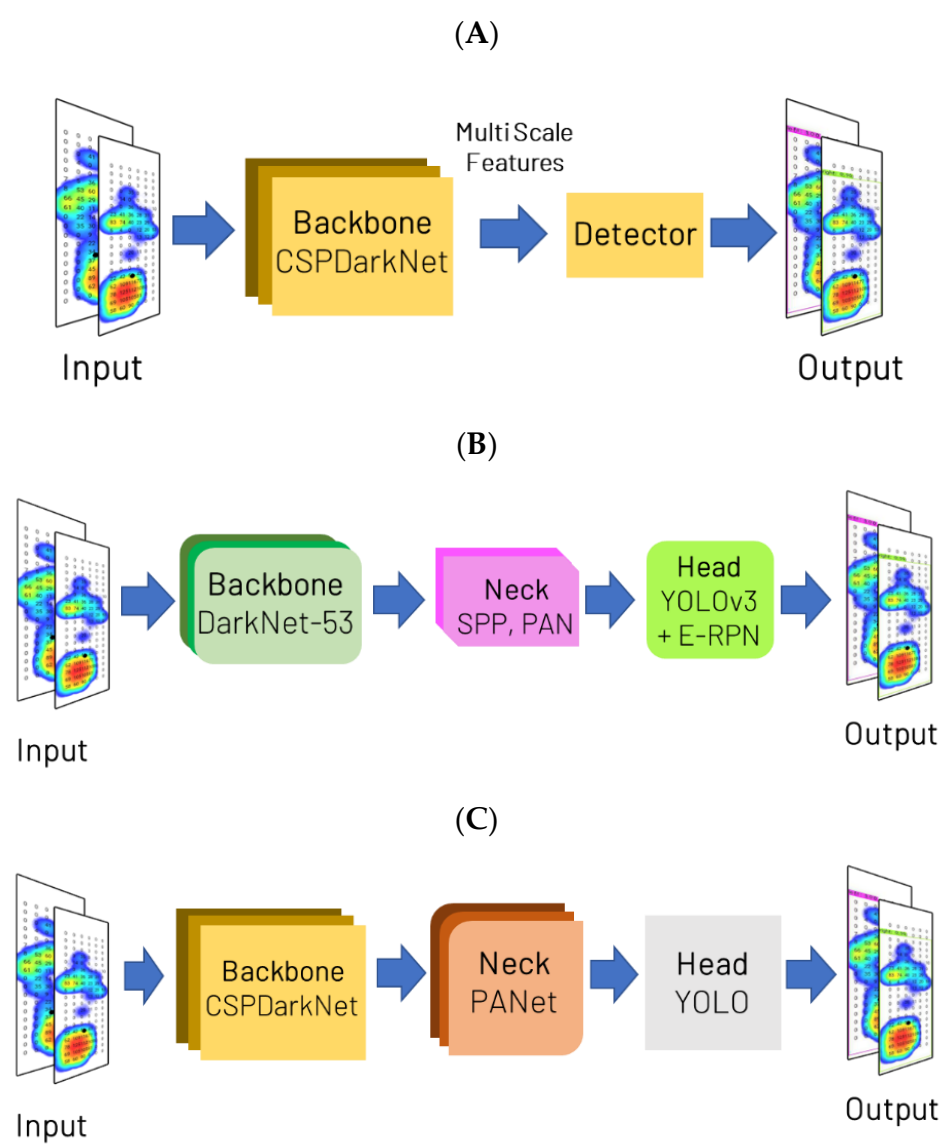 (A)
Multi Scale
Features
Backbone
CSPDarkNet
Detector
Input
Output
(B)
Backbone
DarkNet-53
Neck
SPP, PAN
Head
YOLOv3
+ E-RPN
Input
Output
(C)
Backbone
CSPDarkNet
Neck
PANet
Head
YOLO
Input
Output